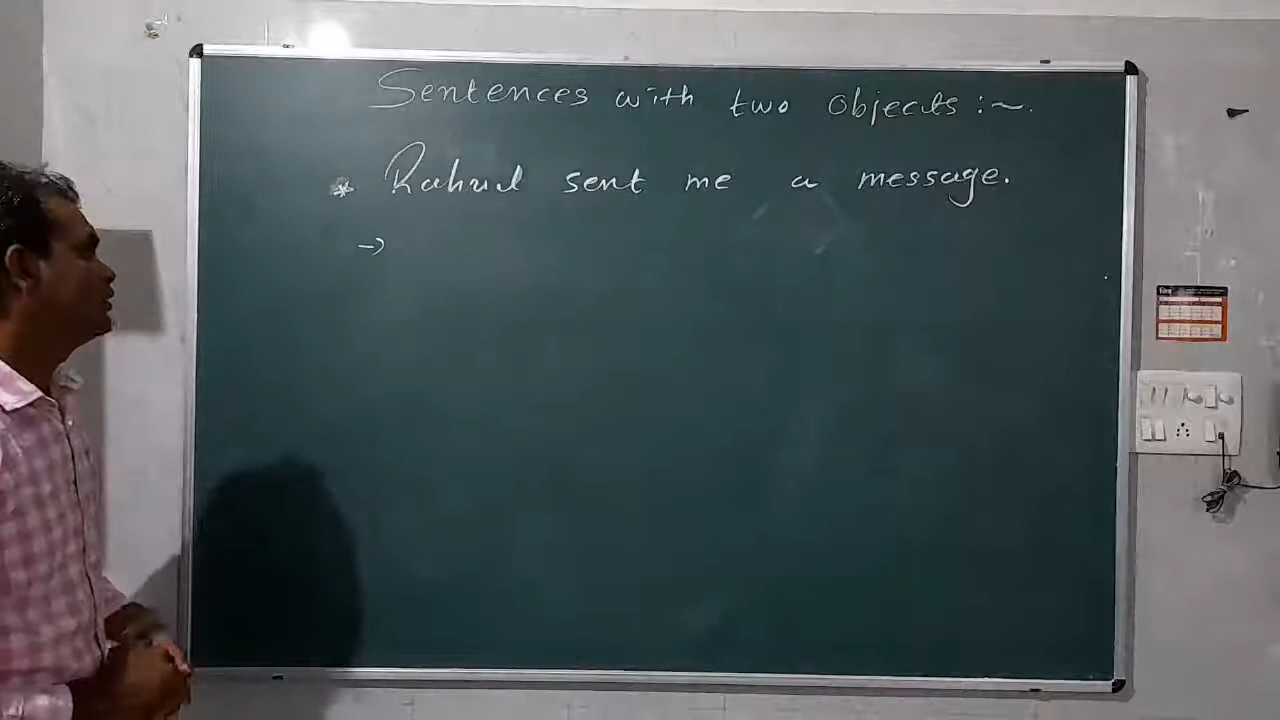 Sentences with two objects :~.
* Rahul sent me a message.
→